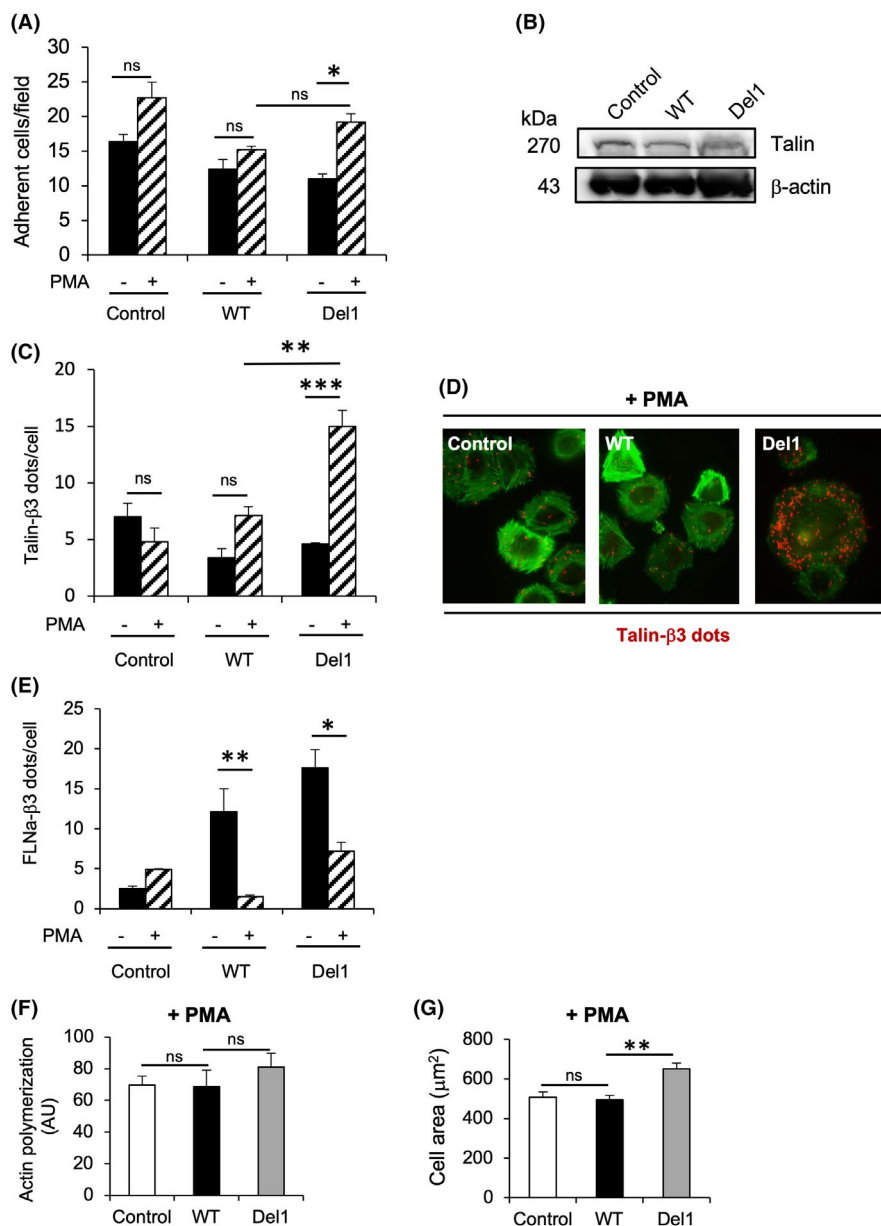 (A)
Adherent cells/field
30
25
20
15
10
5
0
ns
ns
ns
*
PMA - + - + - +
Control WT Del1
(B)
Control WT Del1
kDa
270 Talin
43 β-actin
(C)
Talin-β3 dots/cell
20
15
10
5
0
ns
ns
**
***
PMA - + - + - +
Control WT Del1
(D)
+ PMA
Control WT Del1
Talin-β3 dots
(E)
FLNa-β3 dots/cell
25
20
15
10
5
0
**
*
PMA - + - + - +
Control WT Del1
(F)
+ PMA
Actin polymerization
(AU)
100
80
60
40
20
0
ns
ns
Control WT Del1
(G)
+ PMA
Cell area (μm²)
800
600
400
200
0
ns
**
Control WT Del1